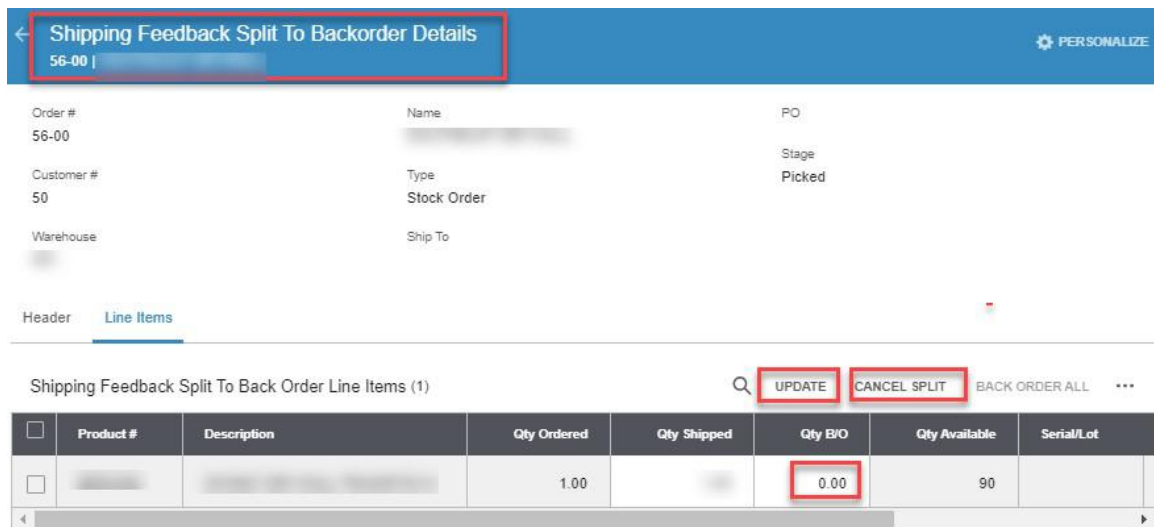 Shipping Feedback Split To Backorder Details
56-00 |
PERSONALIZE
Order # Name PO
56-00
Stage
Customer # Type Picked
50 Stock Order
Warehouse Ship To
Header Line Items
Shipping Feedback Split To Back Order Line Items (1) UPDATE CANCEL SPLIT BACK ORDER ALL ...
Product # Description Qty Ordered Qty Shipped Qty B/O Qty Available Serial/Lot
1.00 0.00 90